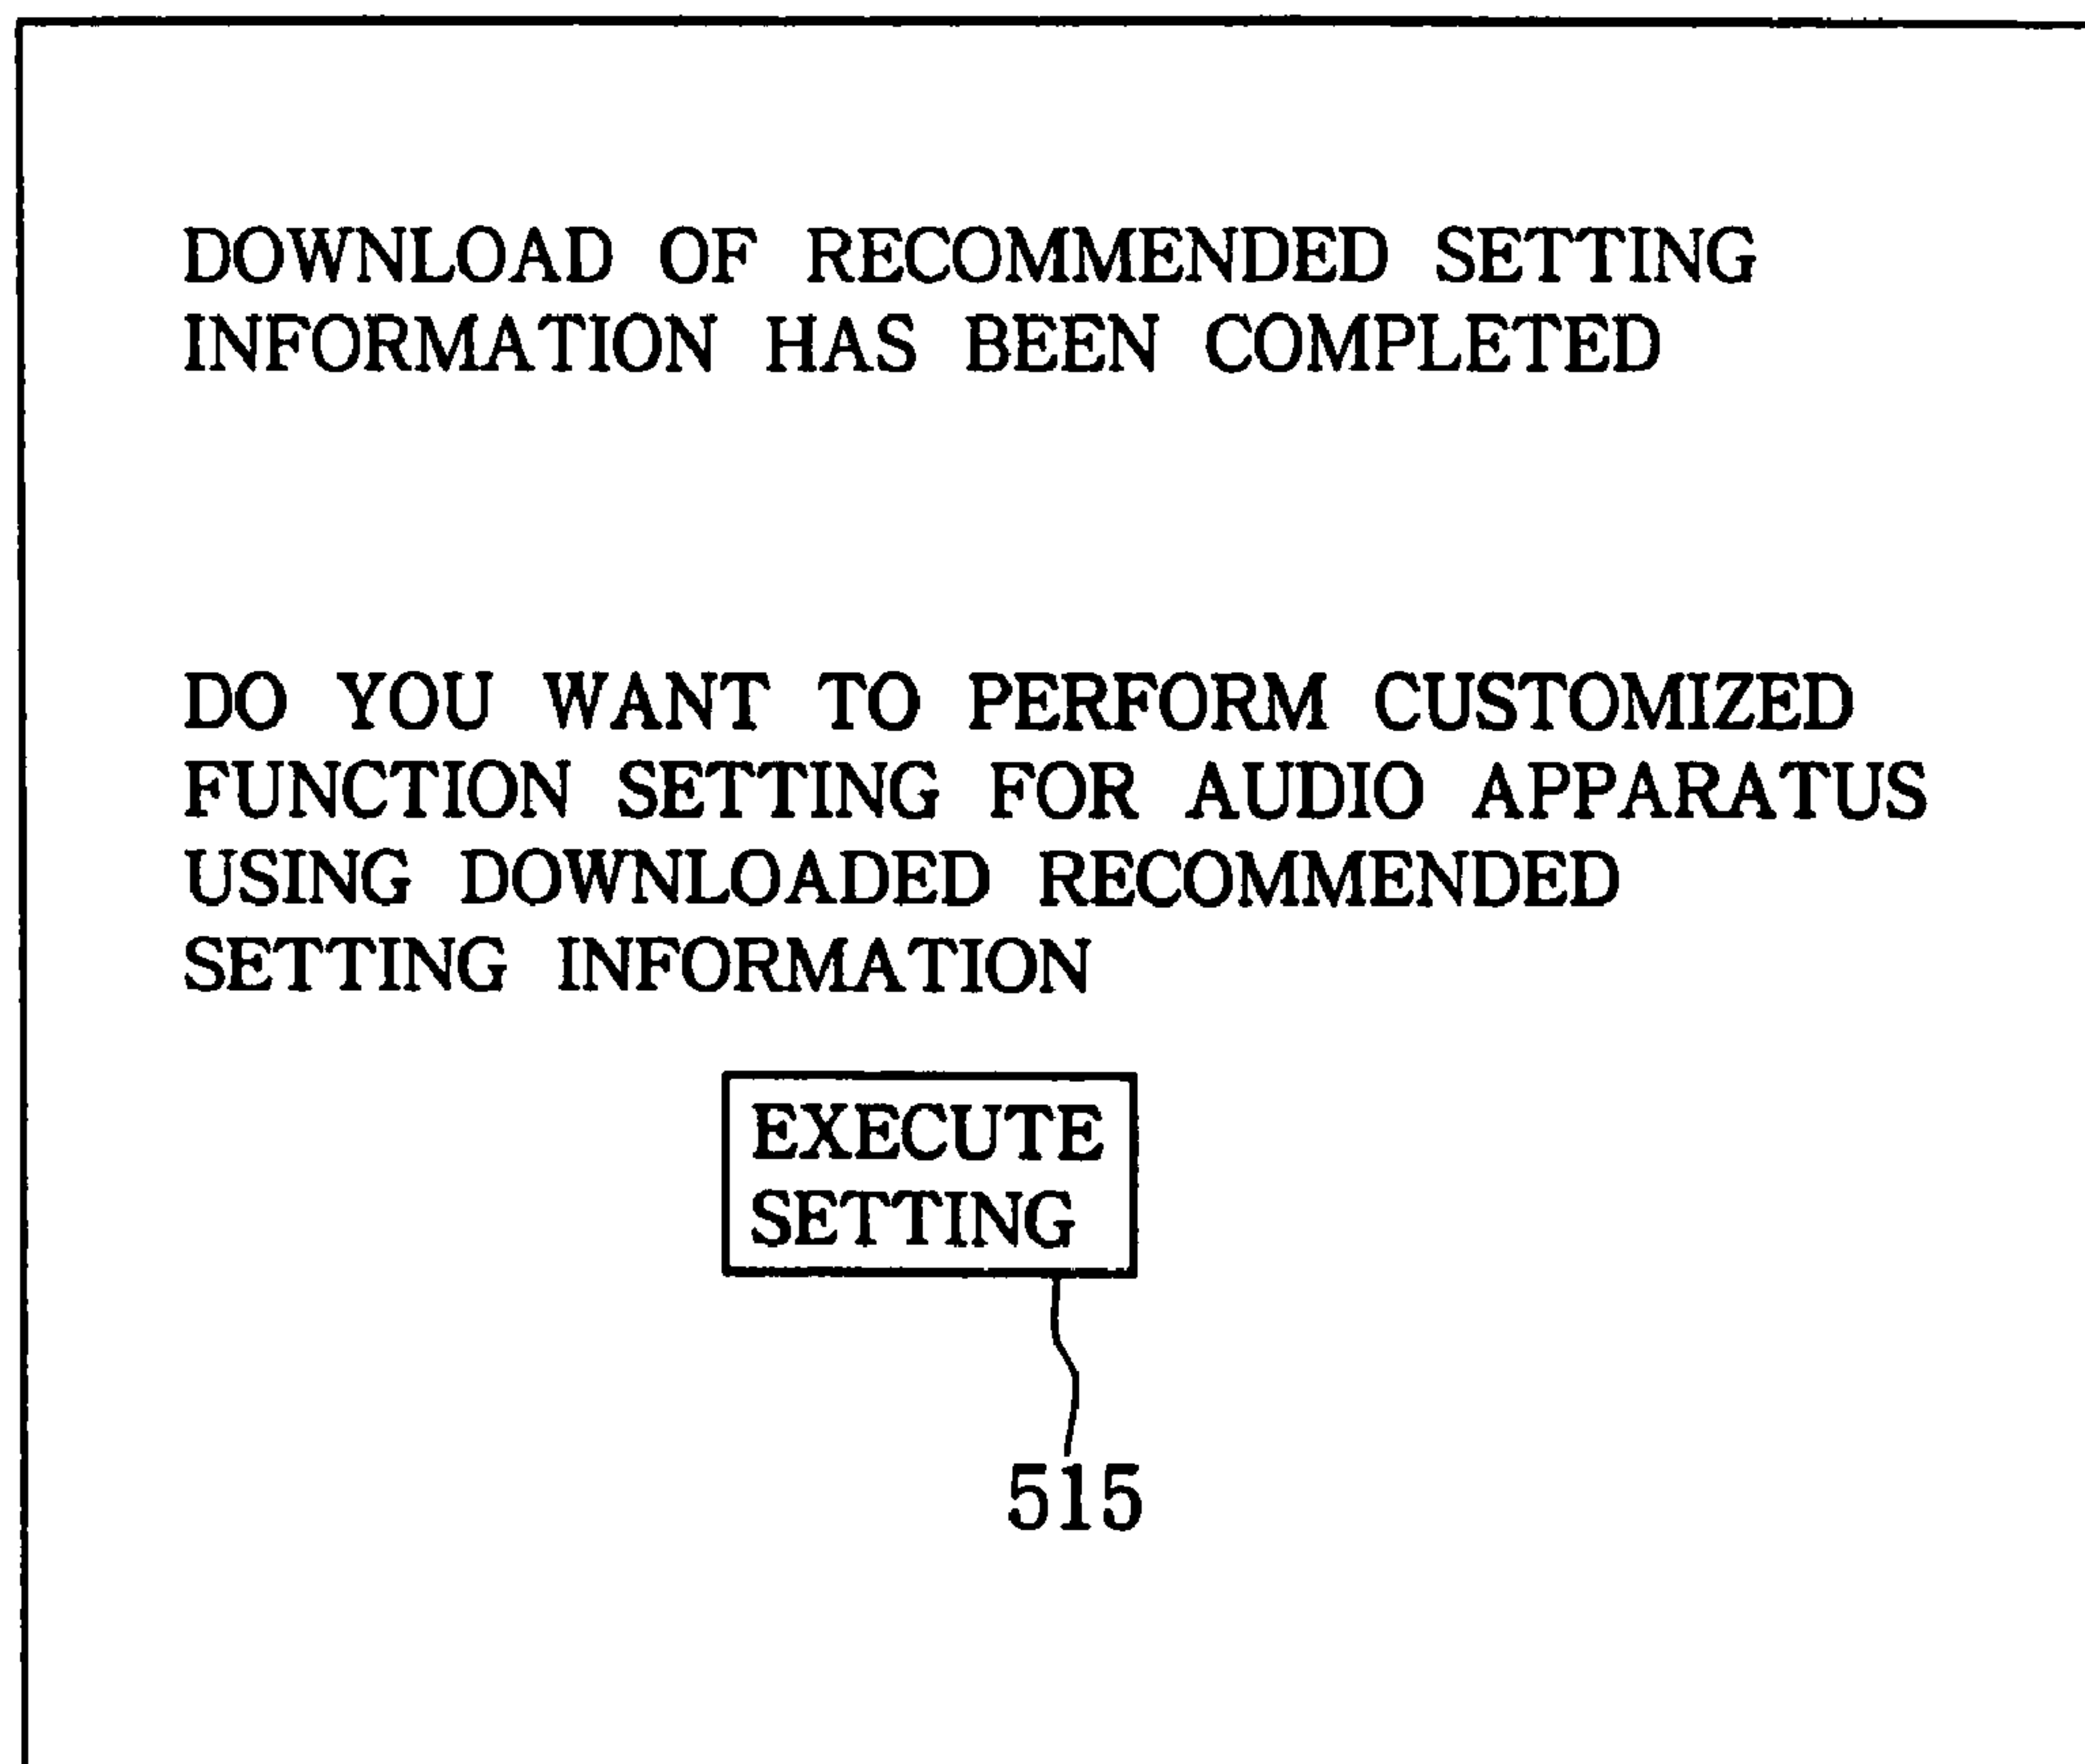 DOWNLOAD OF RECOMMENDED SETTING
INFORMATION HAS BEEN COMPLETED
DO YOU WANT TO PERFORM CUSTOMIZED
FUNCTION SETTING FOR AUDIO APPARATUS
USING DOWNLOADED RECOMMENDED
SETTING INFORMATION
EXECUTE
SETTING
515